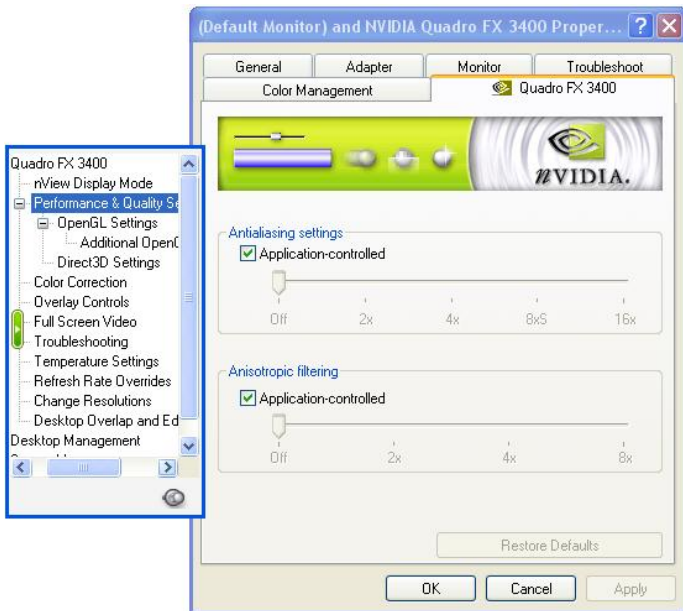 (Default Monitor) and NVIDIA Quadro FX 3400 Proper...
General
Adapter
Monitor
Troubleshoot
Color Management
Quadro FX 3400
nVIDIA.
Quadro FX 3400
nView Display Mode
Performance & Quality Se
OpenGL Settings
Additional OpenG
Direct3D Settings
Color Correction
Overlay Controls
Full Screen Video
Troubleshooting
Temperature Settings
Refresh Rate Overrides
Change Resolutions
Desktop Overlap and Ed
Desktop Management
Antialiasing settings
Application-controlled
Off 2x 4x 8xS 16x
Anisotropic filtering
Application-controlled
Off 2x 4x 8x
Restore Defaults
OK
Cancel
Apply